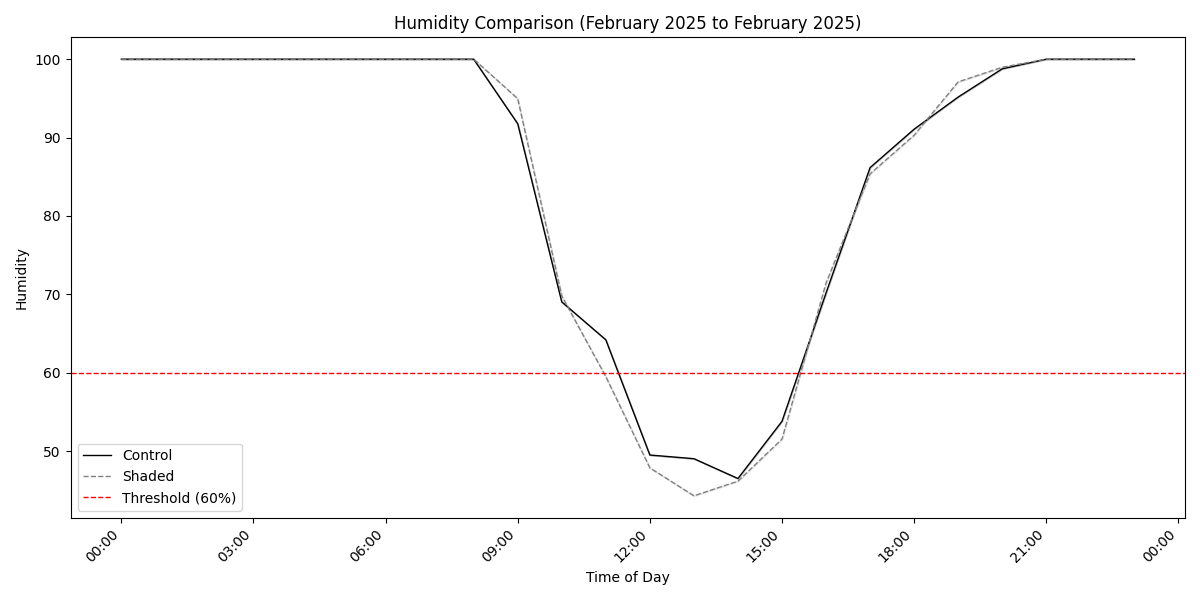 Humidity Comparison (February 2025 to February 2025)
100
90
80
70
60
50
Humidity
Control
Shaded
Threshold (60%)
00:00
03:00
06:00
09:00
12:00
15:00
18:00
21:00
00:00
Time of Day